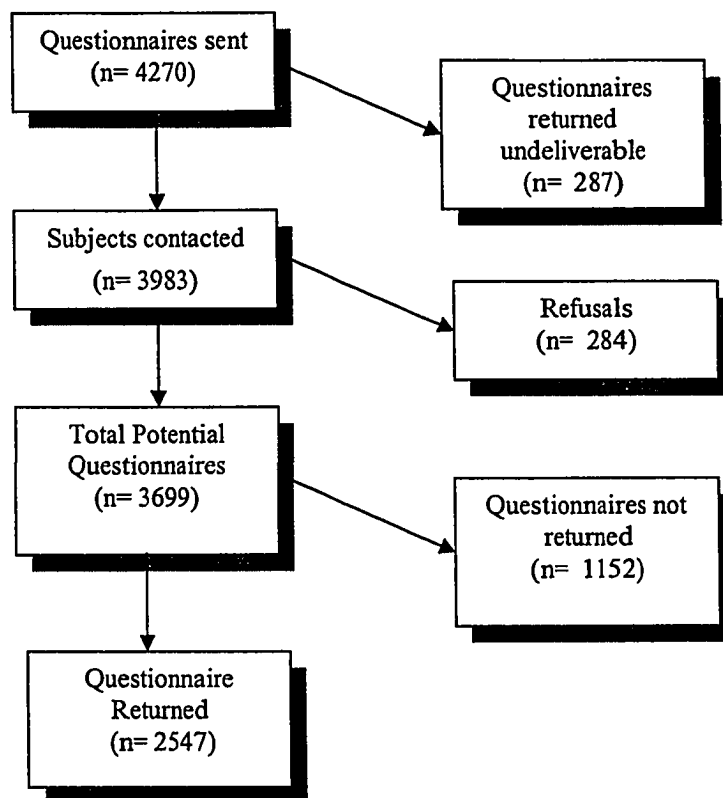 Questionnaires sent
(n= 4270)
Questionnaires
returned
undeliverable
(n= 287)
Subjects contacted
(n= 3983)
Refusals
(n= 284)
Total Potential
Questionnaires
(n= 3699)
Questionnaires not
returned
(n= 1152)
Questionnaire
Returned
(n= 2547)